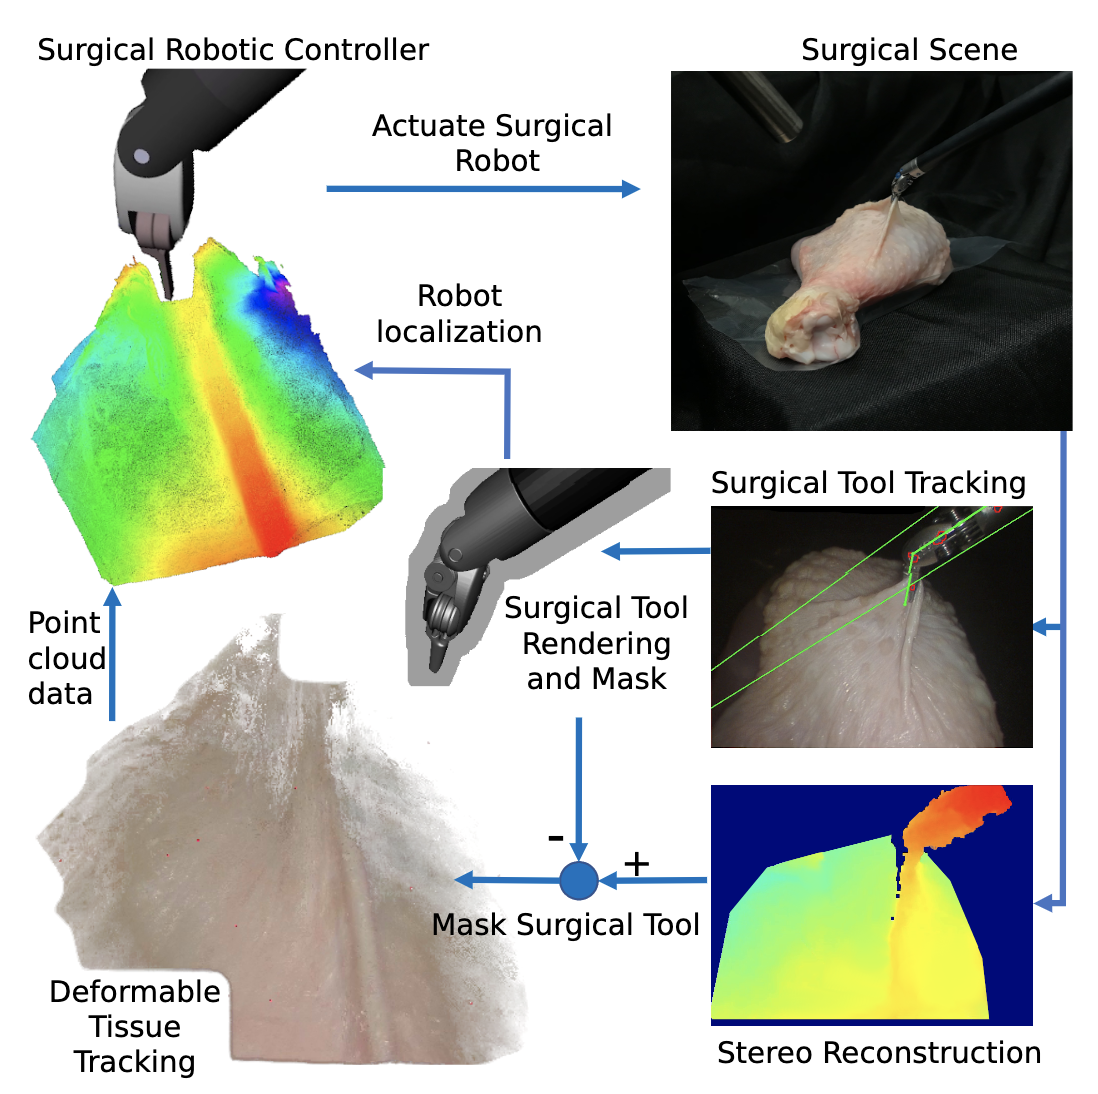 Surgical Robotic Controller
Surgical Scene
Actuate Surgical
Robot
Robot
localization
Surgical Tool Tracking
Surgical Tool
Rendering
and Mask
Point
cloud
data
-
+
Mask Surgical Tool
Deformable
Tissue
Tracking
Stereo Reconstruction